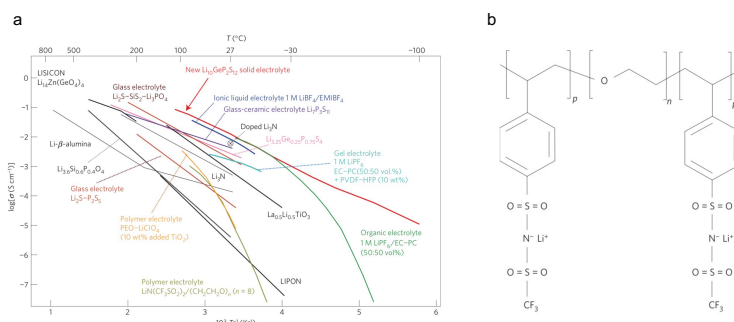 a
b
T (°C)
800
500
200
100
27
−30
−100
log[σ (S cm⁻¹)]
0
−1
−2
−3
−4
−5
−6
−7
1
2
3
4
5
6
LISICON
Li₁₄Zn(GeO₄)₄
New Li₁₀GeP₂S₁₂ solid electrolyte
Glass electrolyte
Li₂S–SiS₂–Li₃PO₄
Ionic liquid electrolyte 1 M LiBF₄/EMIBF₄
Glass-ceramic electrolyte Li₇P₃S₁₁
Doped Li₃N
Li-β-alumina
Li₃.₂₅Ge₀.₂₅P₀.₇₅S₄
Gel electrolyte
1 M LiPF₆
EC–PC(50:50 vol.%)
+ PVDF-HFP (10 wt%)
Li₃.₆Si₀.₆P₀.₄O₄
Li₃N
Glass electrolyte
Li₂S–P₂S₅
La₀.₅Li₀.₅TiO₃
Polymer electrolyte
PEO–LiClO₄
(10 wt% added TiO₂)
Organic electrolyte
1 M LiPF₆/EC–PC
(50:50 vol%)
Polymer electrolyte
LiN(CF₃SO₂)₂/(CH₂CH₂O)ₙ (n = 8)
LIPON
p
O
n
O=S=O
O=S=O
N⁻ Li⁺
N⁻ Li⁺
O=S=O
O=S=O
CF₃
CF₃